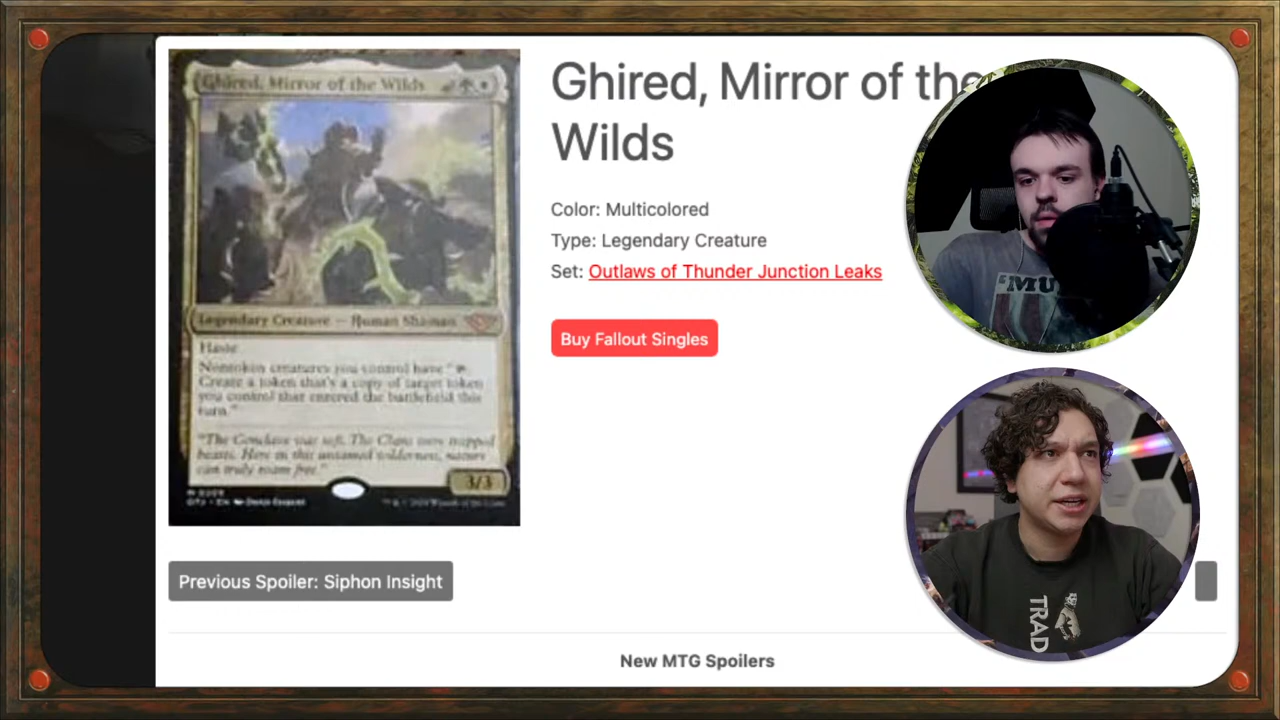 Ghired, Mirror of the Wilds
Legendary Creature — Human Shaman
Haste
Nontoken creatures you control have "
Create a token that's a copy of target token
you control that entered the battlefield this
turn."
"The Conclave was soft. The Clans were trapped
beasts. Here in this untamed wilderness, nature
can truly roam free."
3/3
Ghired, Mirror of the
Wilds
Color: Multicolored
Type: Legendary Creature
Set: Outlaws of Thunder Junction Leaks
Buy Fallout Singles
"MU
TRAD
Previous Spoiler: Siphon Insight
New MTG Spoilers